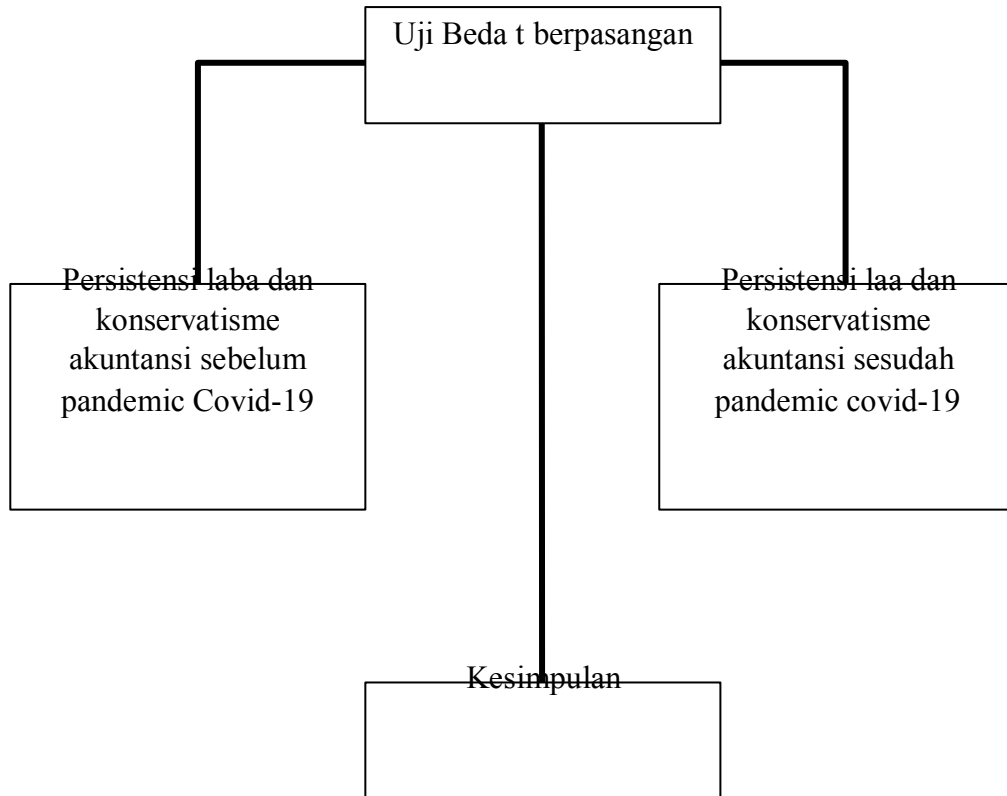 Uji Beda t berpasangan
Persistensi laba dan
konservatisme
akuntansi sebelum
pandemic Covid-19
Persistensi laa dan
konservatisme
akuntansi sesudah
pandemic covid-19
Kesimpulan